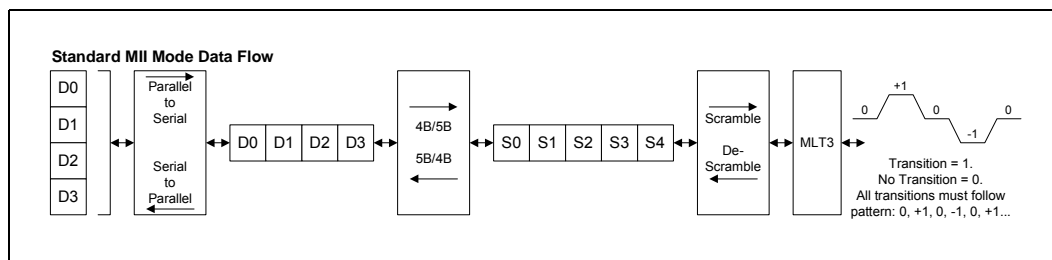 Standard MII Mode Data Flow
D0
D1
D2
D3
Parallel
to
Serial
Serial
to
Parallel
D0 D1 D2 D3
4B/5B
5B/4B
S0 S1 S2 S3 S4
Scramble
De-
Scramble
MLT3
0 +1 0 -1 0
Transition = 1.
No Transition = 0.
All transitions must follow
pattern: 0, +1, 0, -1, 0, +1...